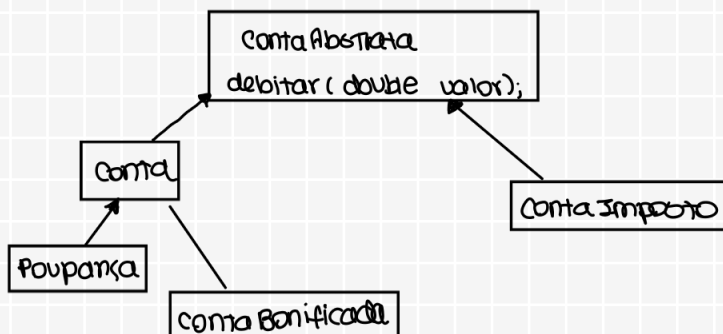 ContaAbstrata
debitar(double valor);
Conta
ContaImposto
Poupança
ContaBonificada